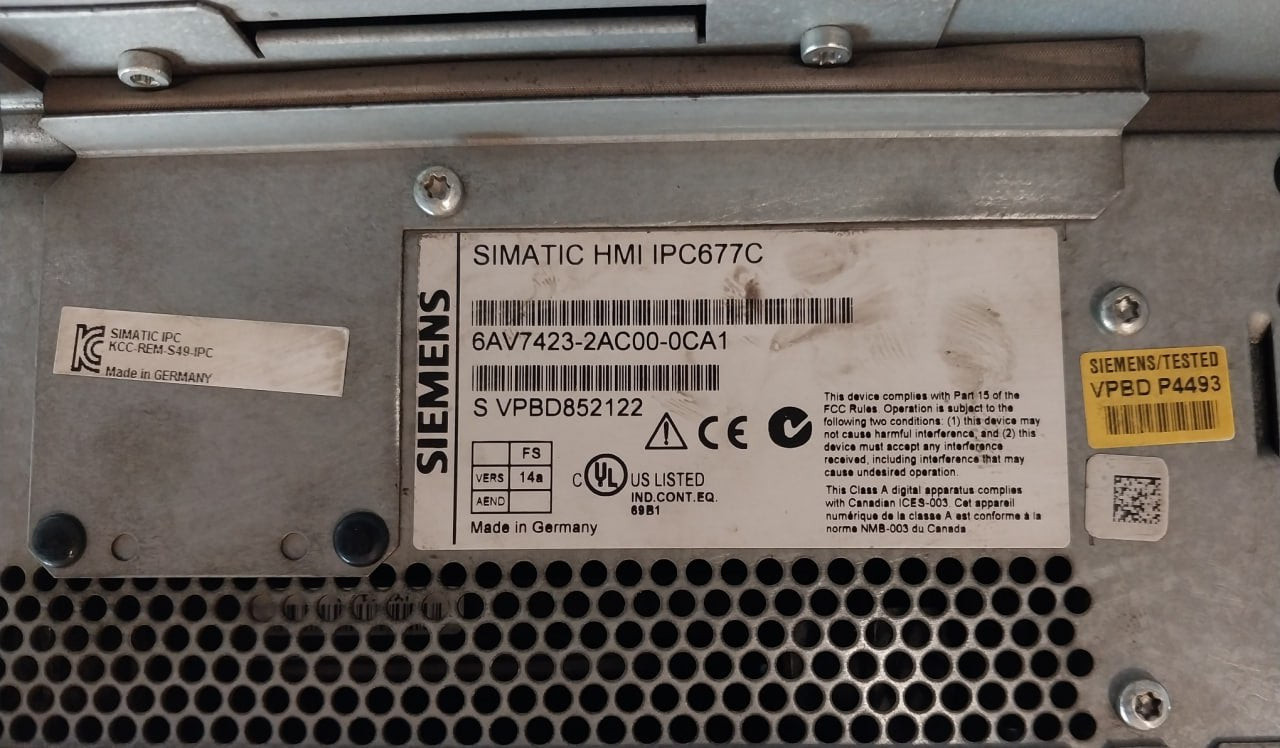 SIMATIC HMI IPC677C
6AV7423-2AC00-0CA1
S VPBD852122
SIEMENS
FS
VERS 14a
AEND
Made in Germany
C UL US LISTED
IND.CONT.EQ.
69B1
CE
This device complies with Part 15 of the
FCC Rules. Operation is subject to the
following two conditions: (1) this device may
not cause harmful interference, and (2) this
device must accept any interference
received, including interference that may
cause undesired operation.
This Class A digital apparatus complies
with Canadian ICES-003. Cet appareil
numérique de la classe A est conforme à la
norme NMB-003 du Canada
SIMATIC IPC
KCC-REM-S49-IPC
Made in GERMANY
SIEMENS/TESTED
VPBD P4493